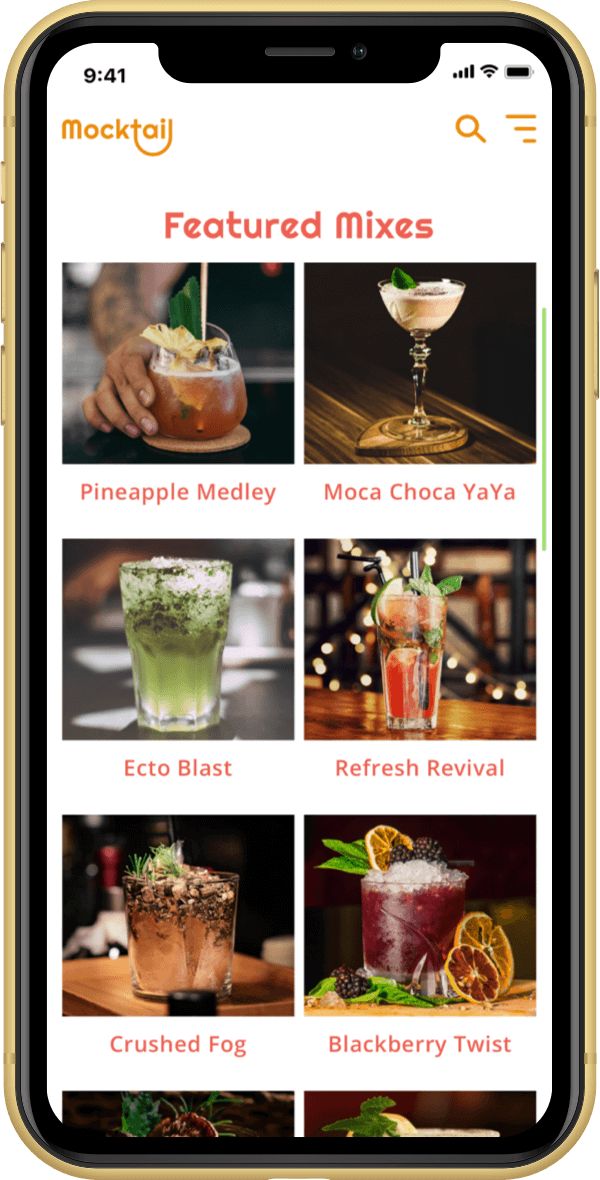 9:41
Mocktail
Featured Mixes
Pineapple Medley
Moca Choca YaYa
Ecto Blast
Refresh Revival
Crushed Fog
Blackberry Twist